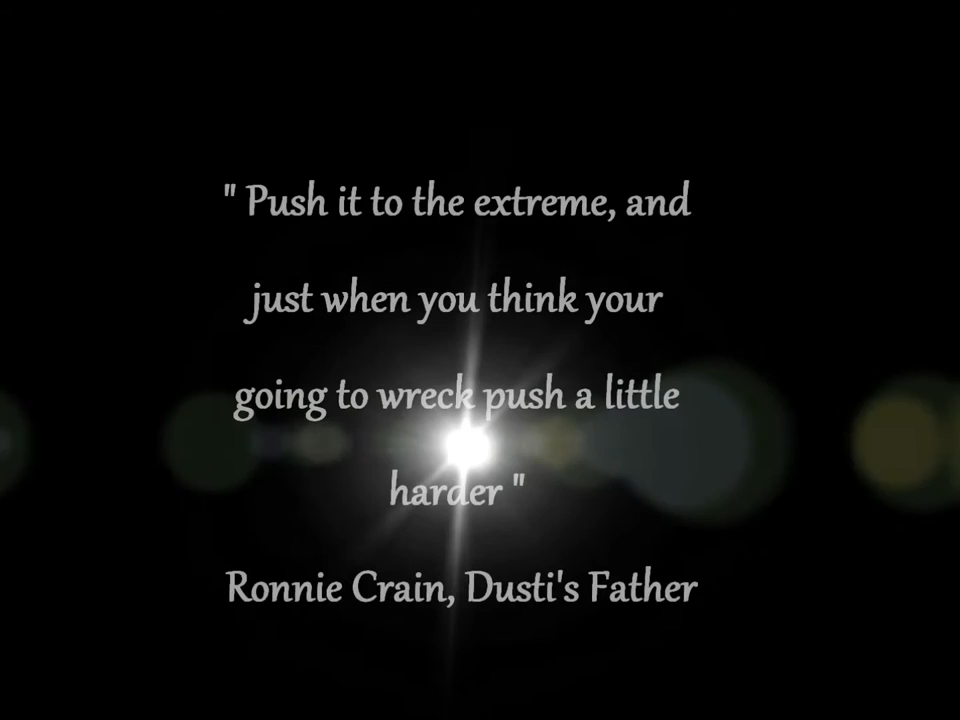 " Push it to the extreme, and
just when you think your
going to wreck push a little
harder "
Ronnie Crain, Dusti's Father